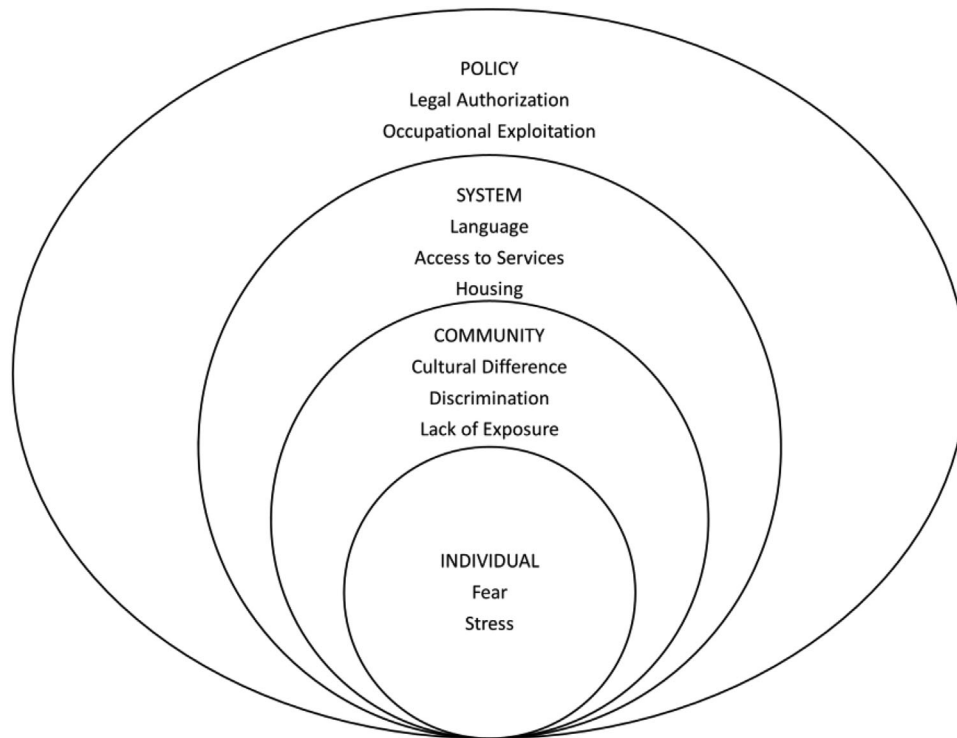 POLICY
Legal Authorization
Occupational Exploitation
SYSTEM
Language
Access to Services
Housing
COMMUNITY
Cultural Difference
Discrimination
Lack of Exposure
INDIVIDUAL
Fear
Stress